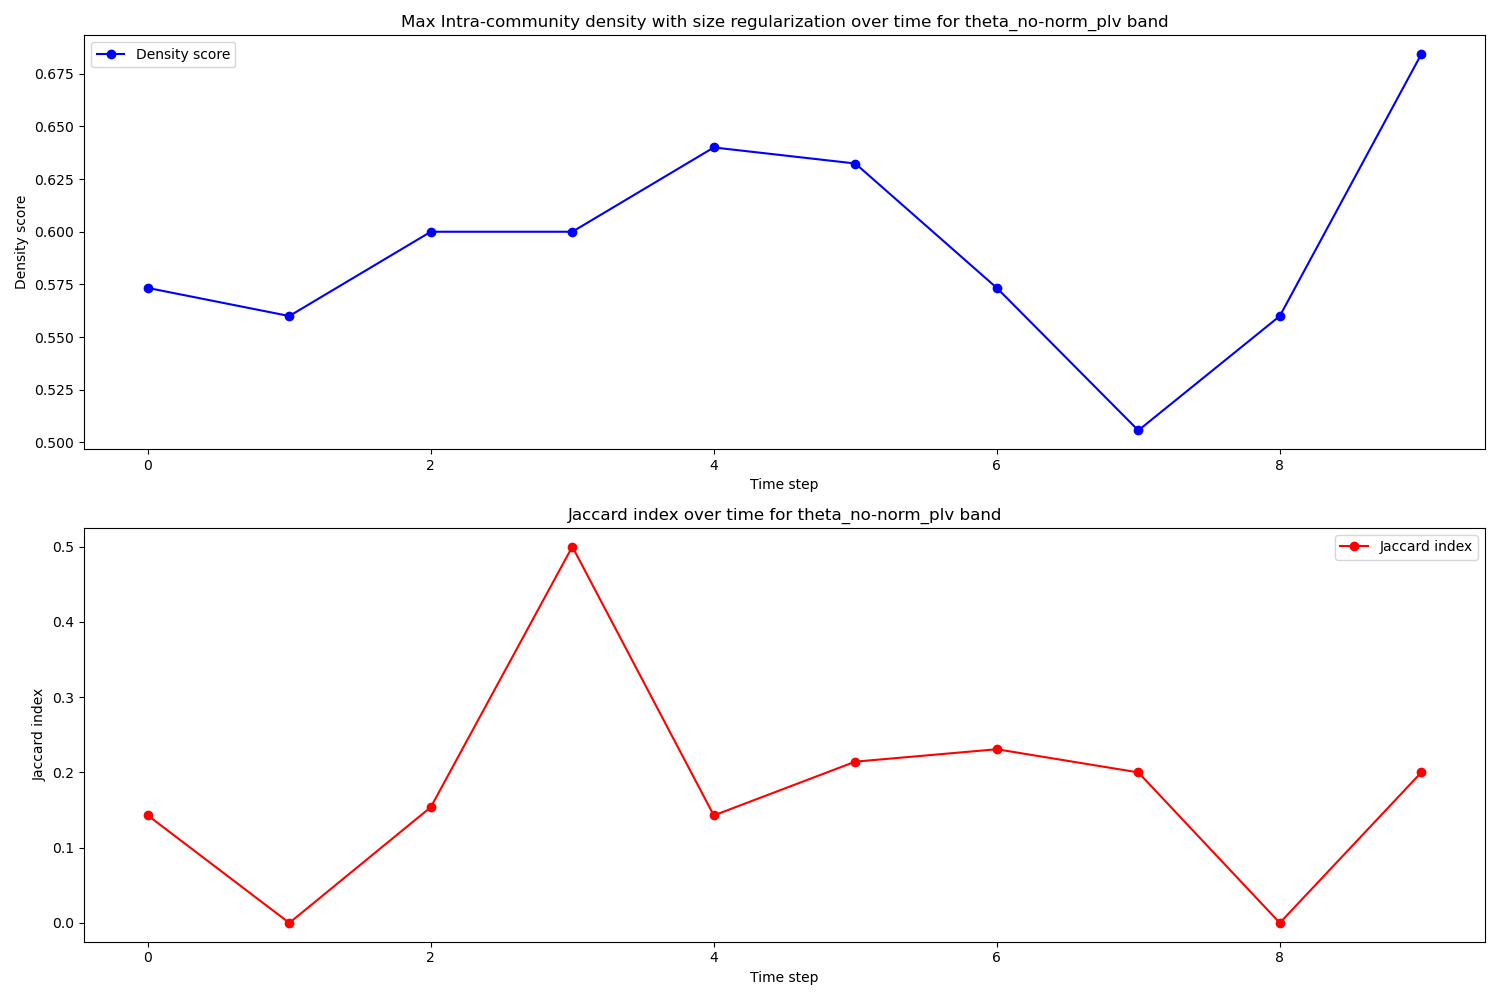 Max Intra-community density with size regularization over time for theta_no-norm_plv band
Density score
0.675
0.650
0.625
0.600
0.575
0.550
0.525
0.500
Density score
0 2 4 6 8
Time step
Jaccard index over time for theta_no-norm_plv band
Jaccard index
0.5
0.4
0.3
0.2
0.1
0.0
Jaccard index
0 2 4 6 8
Time step